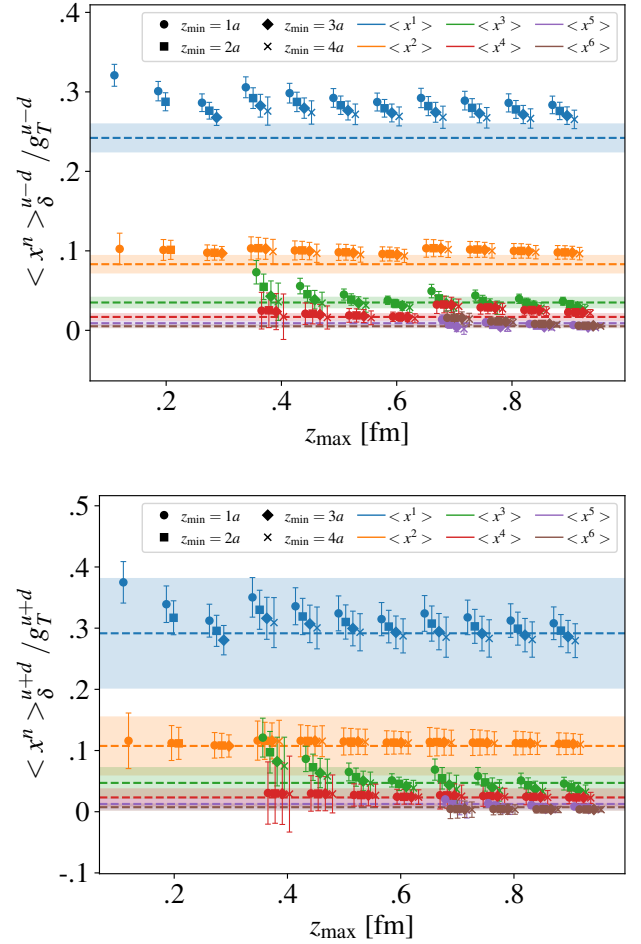 .4
.3
.2
.1
0
< x^n >_δ^{u−d} / g_T^{u−d}
z_min = 1a z_min = 3a < x^1 > < x^3 > < x^5 >
z_min = 2a z_min = 4a < x^2 > < x^4 > < x^6 >
.2 .4 .6 .8
z_max [fm]
.5
.4
.3
.2
.1
0
-.1
< x^n >_δ^{u+d} / g_T^{u+d}
z_min = 1a z_min = 3a < x^1 > < x^3 > < x^5 >
z_min = 2a z_min = 4a < x^2 > < x^4 > < x^6 >
.2 .4 .6 .8
z_max [fm]